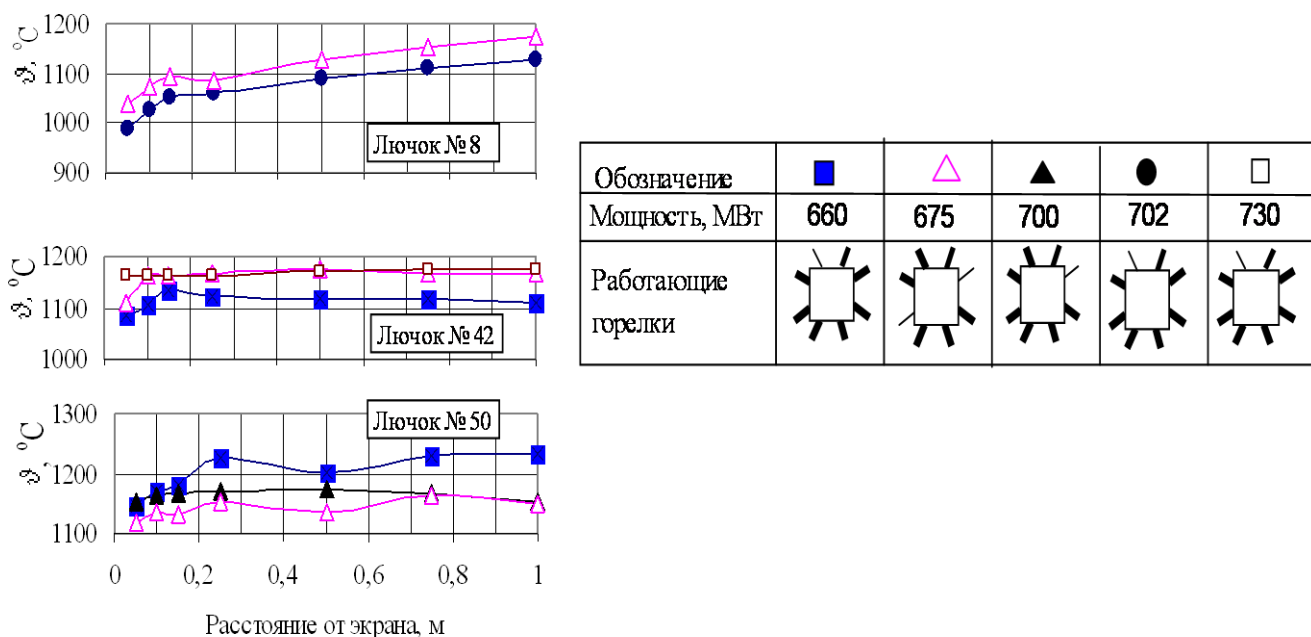 1200
1100
1000
900
ϑ, °C
Лючок № 8
1200
1100
1000
ϑ, °C
Лючок № 42
1300
1200
1100
ϑ, °C
Лючок № 50
0 0,2 0,4 0,6 0,8 1
Расстояние от экрана, м
Обозначение
Мощность, МВт 660 675 700 702 730
Работающие
горелки